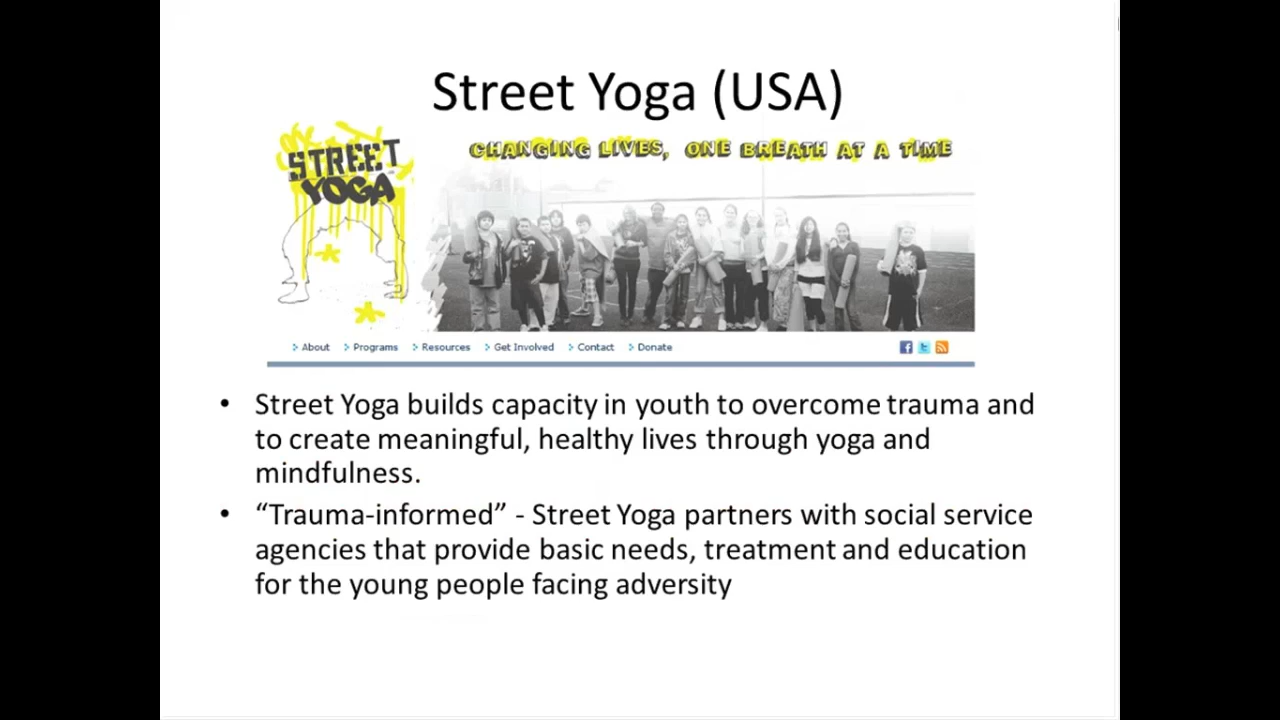 Street Yoga (USA)
STREET
YOGA
CHANGING LIVES, ONE BREATH AT A TIME
About Programs Resources Get Involved Contact Donate
• Street Yoga builds capacity in youth to overcome trauma and
to create meaningful, healthy lives through yoga and
mindfulness.
• “Trauma-informed” - Street Yoga partners with social service
agencies that provide basic needs, treatment and education
for the young people facing adversity